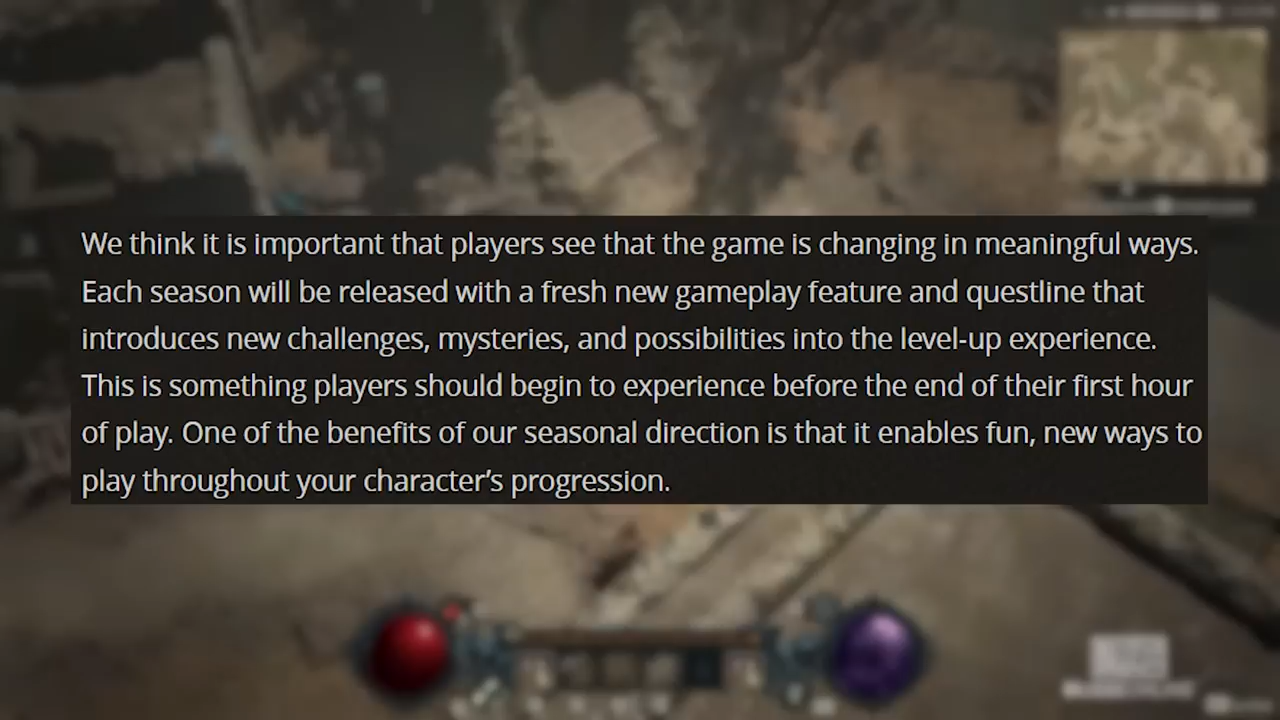 We think it is important that players see that the game is changing in meaningful ways.
Each season will be released with a fresh new gameplay feature and questline that
introduces new challenges, mysteries, and possibilities into the level-up experience.
This is something players should begin to experience before the end of their first hour
of play. One of the benefits of our seasonal direction is that it enables fun, new ways to
play throughout your character’s progression.